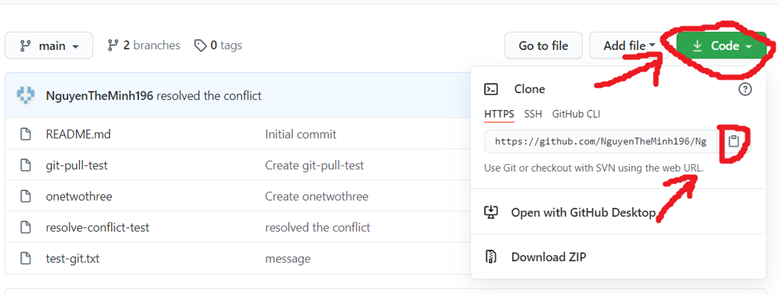 main 2 branches 0 tags Go to file Add file Code
NguyenTheMinh196 resolved the conflict
README.md Initial commit
git-pull-test Create git-pull-test
onetwothree Create onetwothree
resolve-conflict-test resolved the conflict
test-git.txt message
Clone
HTTPS SSH GitHub CLI
https://github.com/NguyenTheMinh196/Ng
Use Git or checkout with SVN using the web URL.
Open with GitHub Desktop
Download ZIP